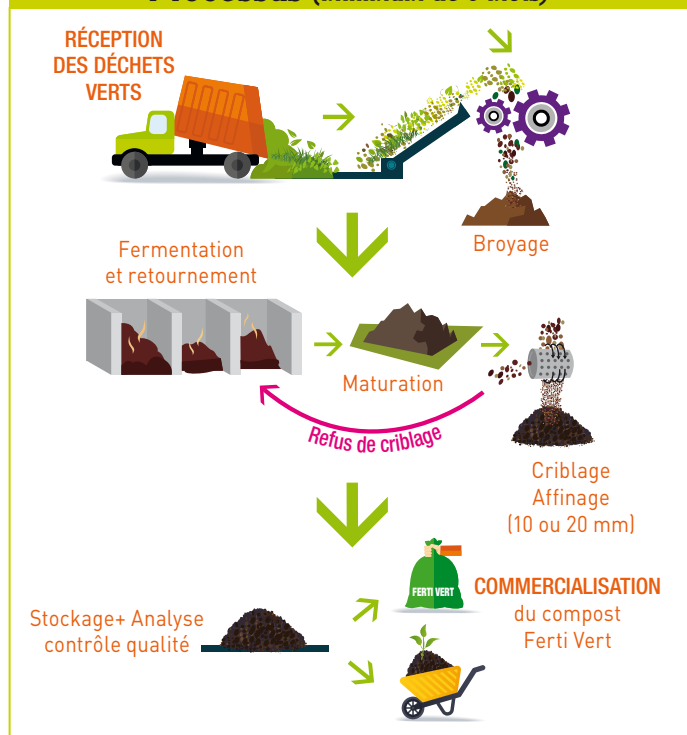 RÉCEPTION
DES DÉCHETS
VERTS
Broyage
Fermentation
et retournement
Maturation
Refus de criblage
Criblage
Affinage
(10 ou 20 mm)
Stockage+ Analyse
contrôle qualité
FERTI VERT
COMMERCIALISATION
du compost
Ferti Vert